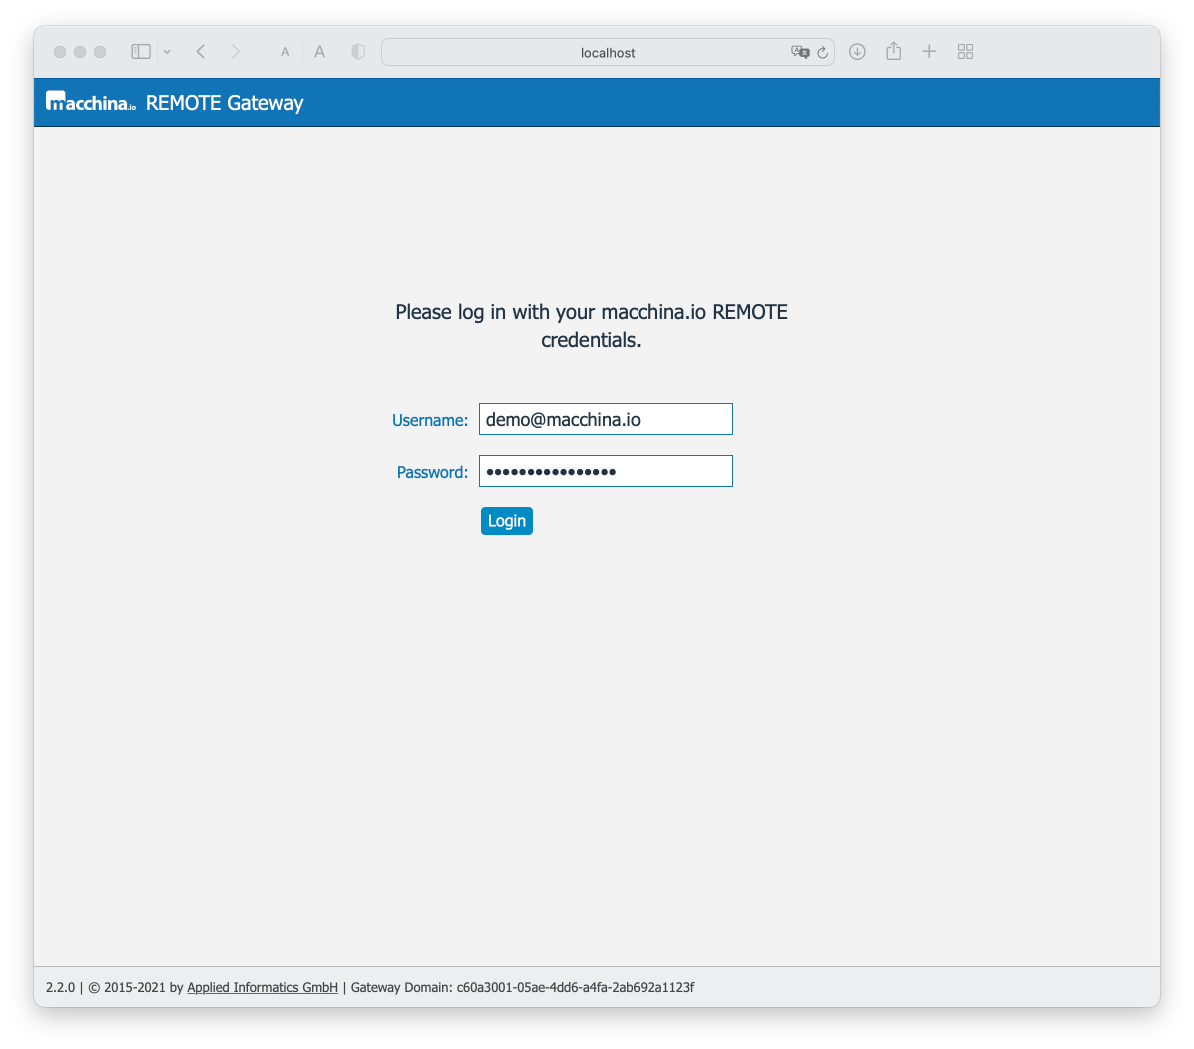 A A localhost
macchina.io REMOTE Gateway
Please log in with your macchina.io REMOTE
credentials.
Username: demo@macchina.io
Password: ••••••••••••••••
Login
2.2.0 | © 2015-2021 by Applied Informatics GmbH | Gateway Domain: c60a3001-05ae-4dd6-a4fa-2ab692a1123f